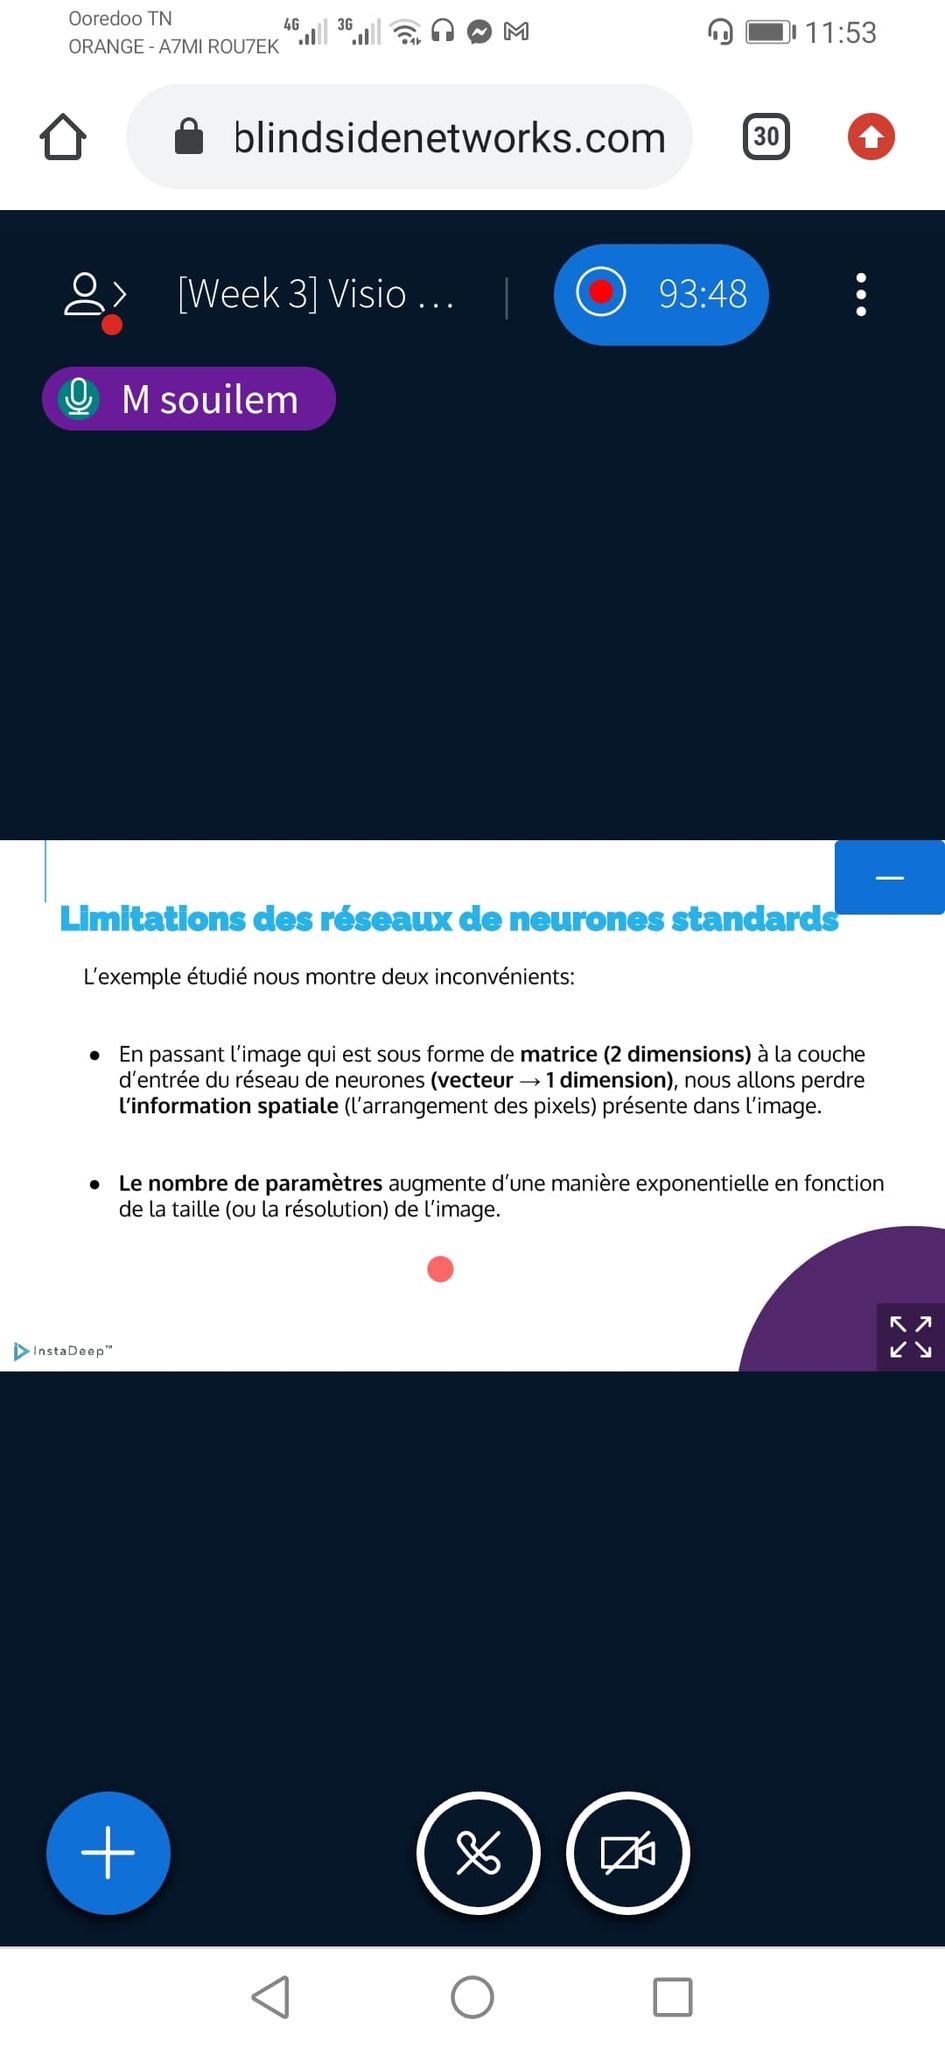 Ooredoo TN
ORANGE - A7MI ROU7EK
4G
3G
11:53
blindsidenetworks.com
30
[Week 3] Visio ...
93:48
M souilem
Limitations des réseaux de neurones standards
L'exemple étudié nous montre deux inconvénients:
● En passant l'image qui est sous forme de matrice (2 dimensions) à la couche
d'entrée du réseau de neurones (vecteur → 1 dimension), nous allons perdre
l'information spatiale (l'arrangement des pixels) présente dans l'image.
● Le nombre de paramètres augmente d'une manière exponentielle en fonction
de la taille (ou la résolution) de l'image.
InstaDeep™